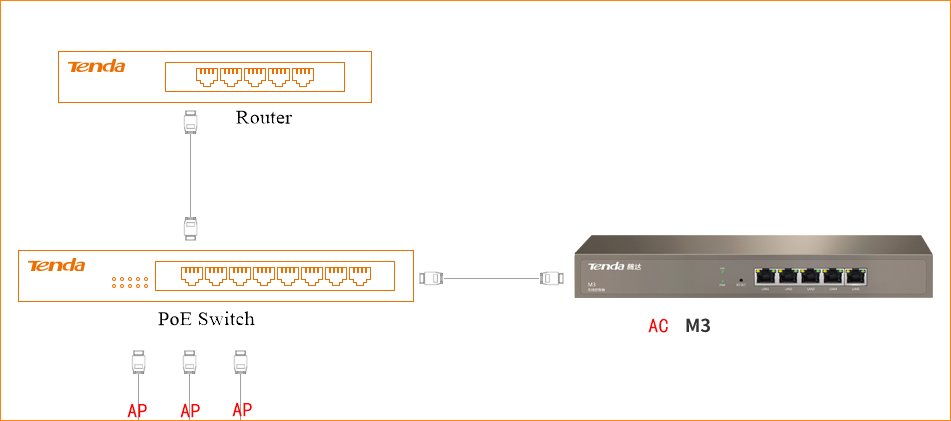 Tenda
Router
Tenda
PoE Switch
Tenda 腾达
M3
AC M3
AP AP AP